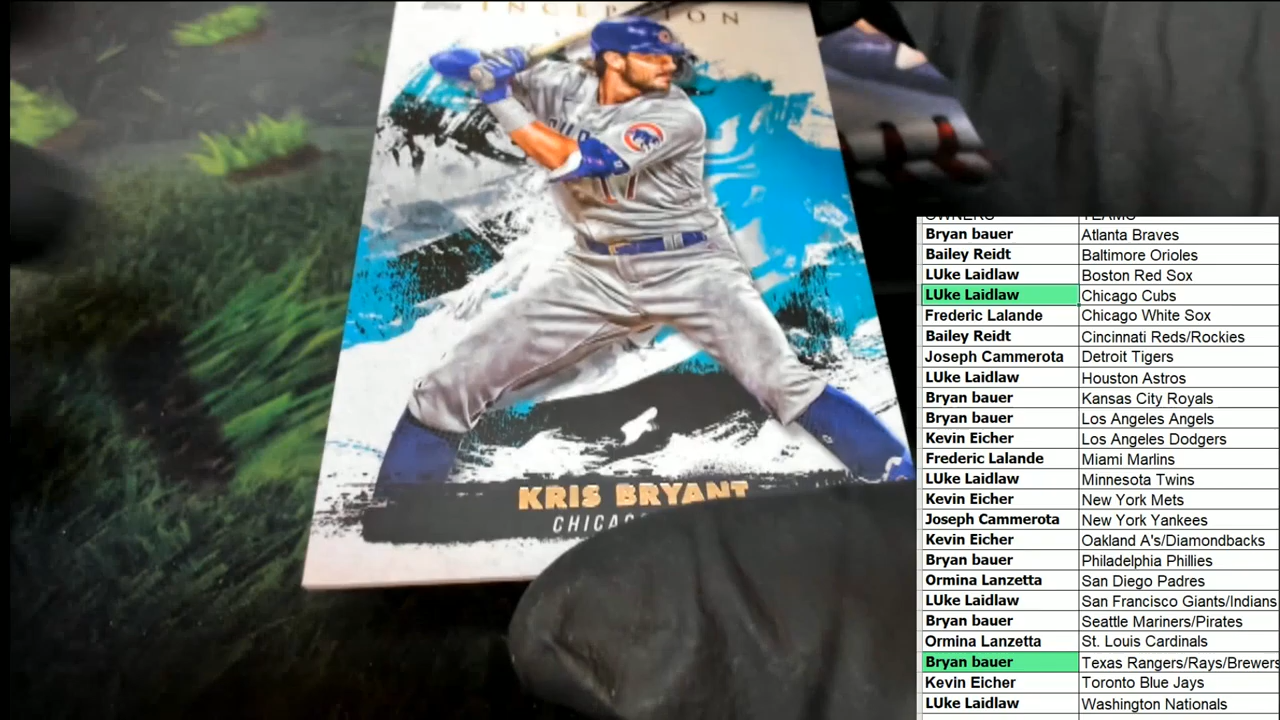 INCEPTION
17
KRIS BRYANT
OWNERS TEAMS
Bryan bauer Atlanta Braves
Bailey Reidt Baltimore Orioles
LUke Laidlaw Boston Red Sox
LUke Laidlaw Chicago Cubs
Frederic Lalande Chicago White Sox
Bailey Reidt Cincinnati Reds/Rockies
Joseph Cammerota Detroit Tigers
LUke Laidlaw Houston Astros
Bryan bauer Kansas City Royals
Bryan bauer Los Angeles Angels
Kevin Eicher Los Angeles Dodgers
Frederic Lalande Miami Marlins
LUke Laidlaw Minnesota Twins
Kevin Eicher New York Mets
Joseph Cammerota New York Yankees
Kevin Eicher Oakland A's/Diamondbacks
Bryan bauer Philadelphia Phillies
Ormina Lanzetta San Diego Padres
LUke Laidlaw San Francisco Giants/Indians
Bryan bauer Seattle Mariners/Pirates
Ormina Lanzetta St. Louis Cardinals
Bryan bauer Texas Rangers/Rays/Brewers
Kevin Eicher Toronto Blue Jays
LUke Laidlaw Washington Nationals